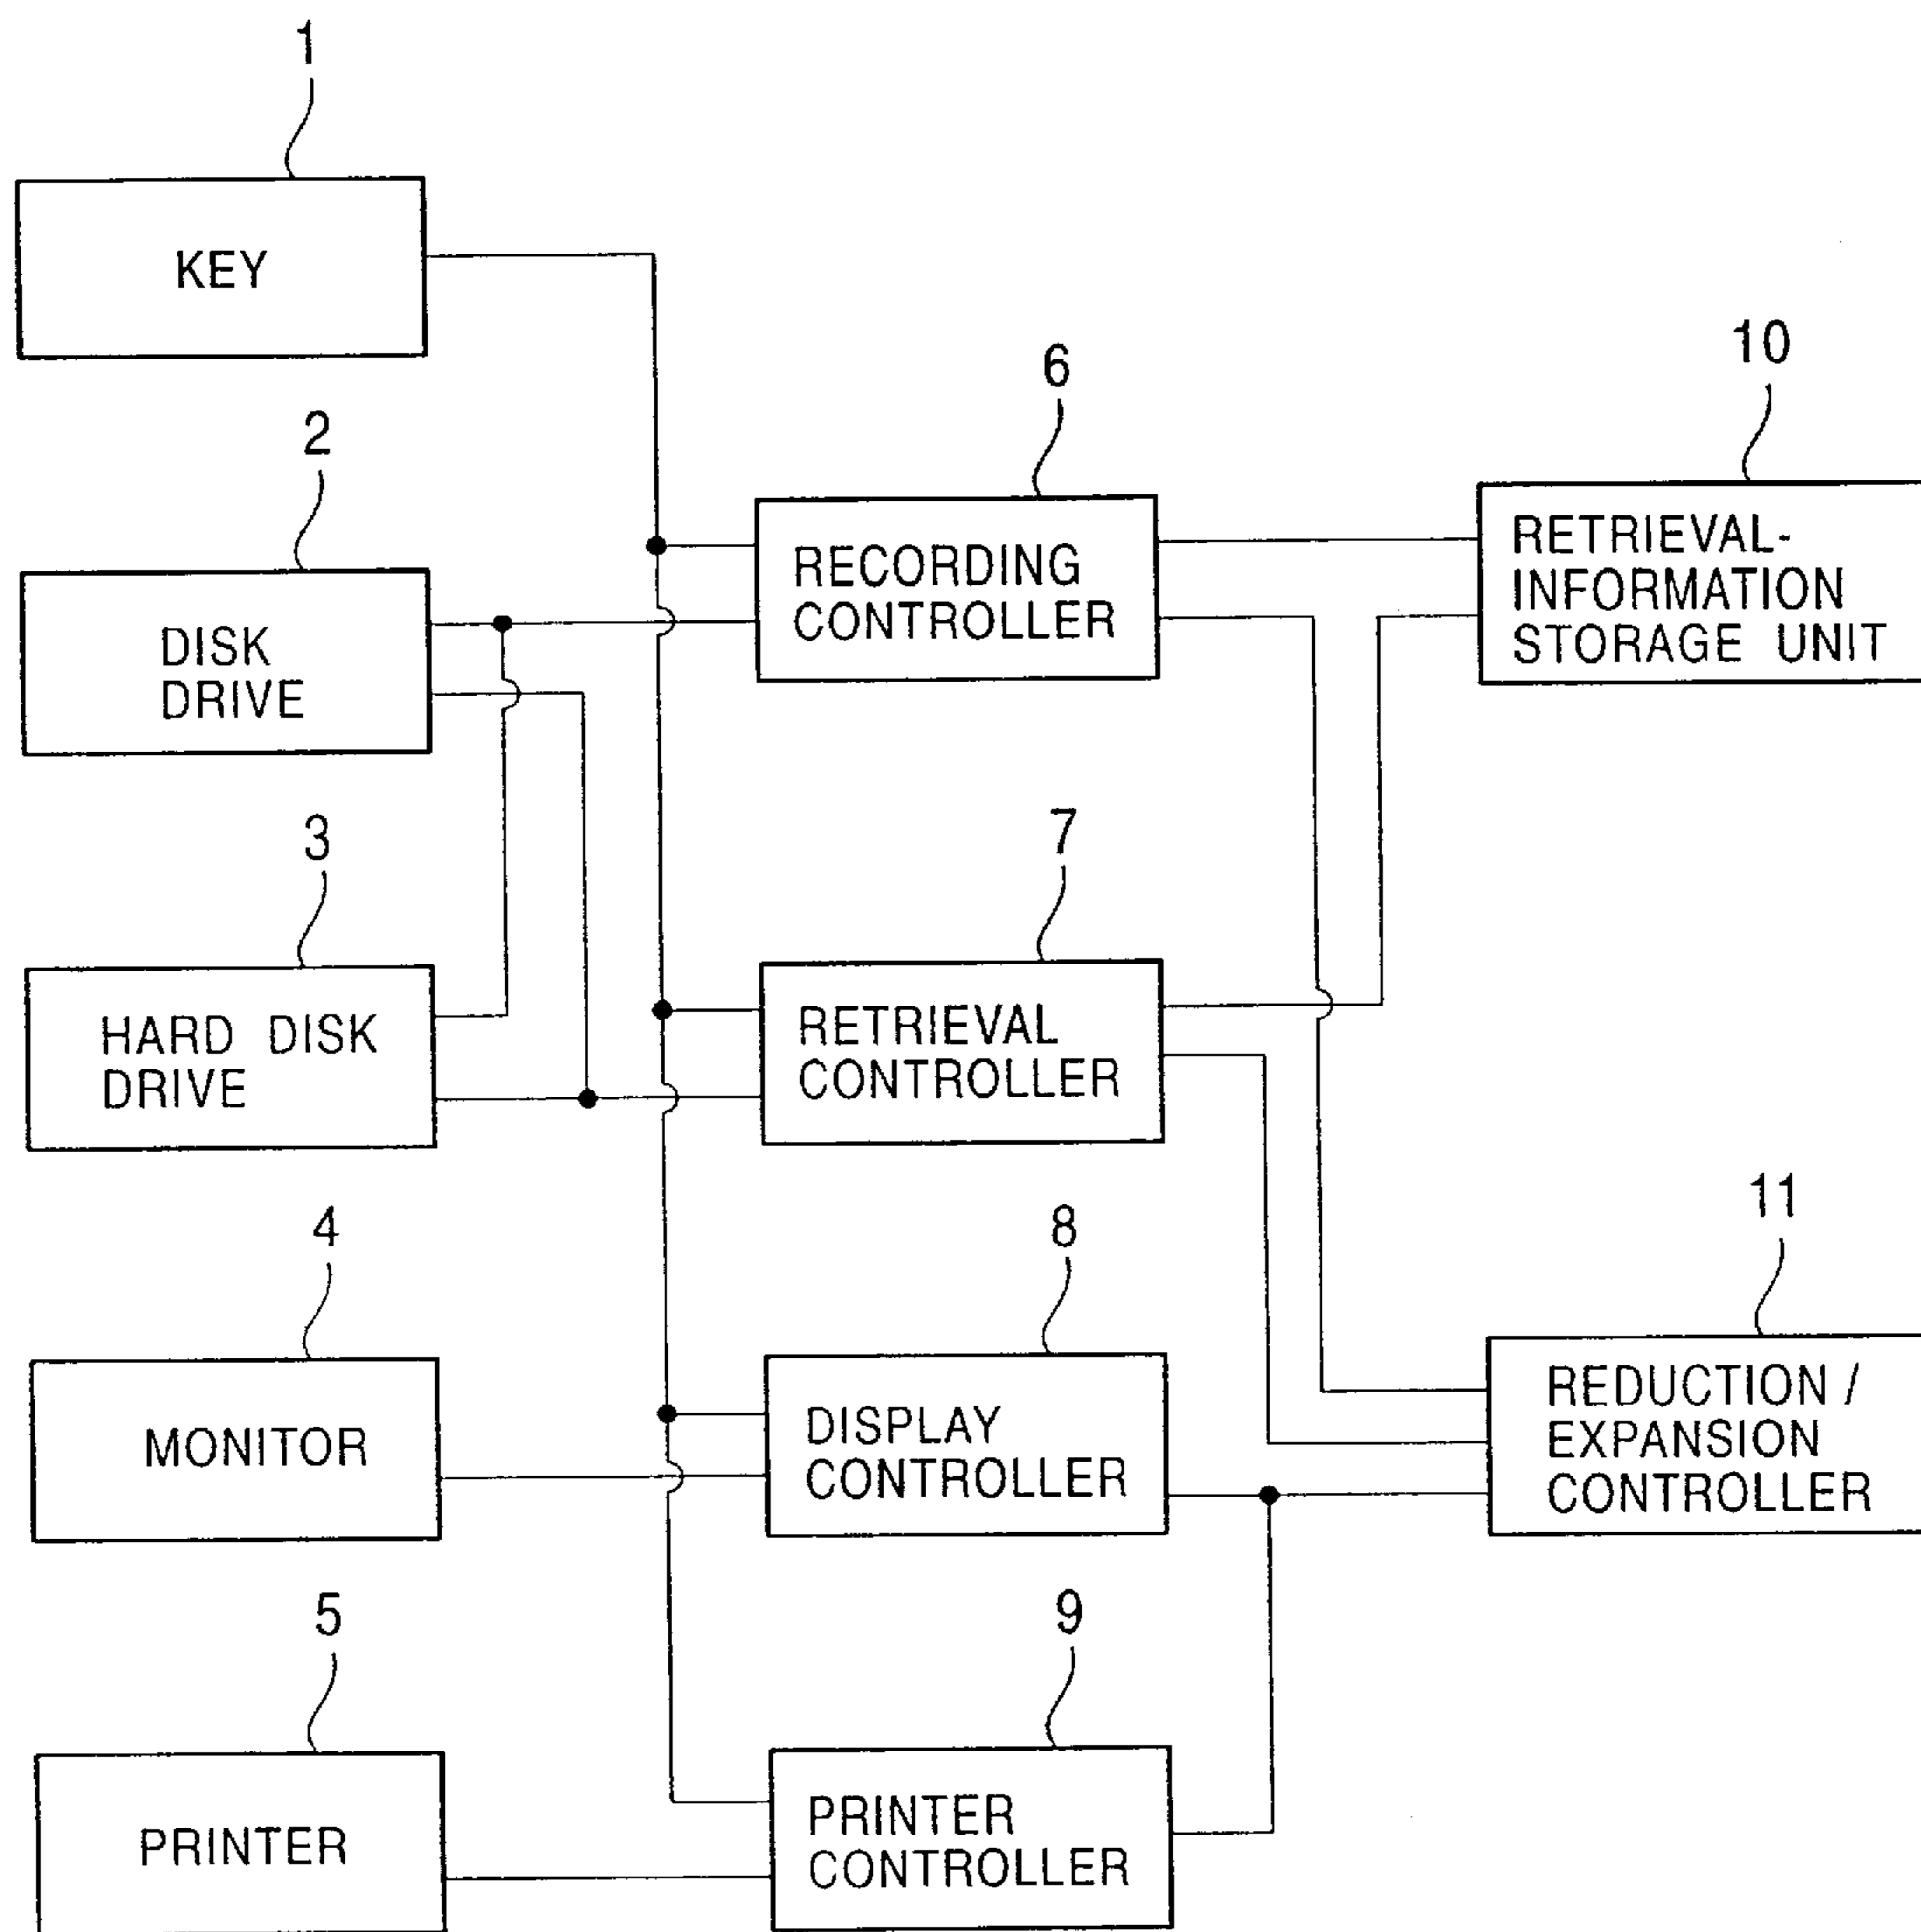 1
KEY
2
DISK
DRIVE
3
HARD DISK
DRIVE
4
MONITOR
5
PRINTER
6
RECORDING
CONTROLLER
7
RETRIEVAL
CONTROLLER
8
DISPLAY
CONTROLLER
9
PRINTER
CONTROLLER
10
RETRIEVAL-
INFORMATION
STORAGE UNIT
11
REDUCTION /
EXPANSION
CONTROLLER